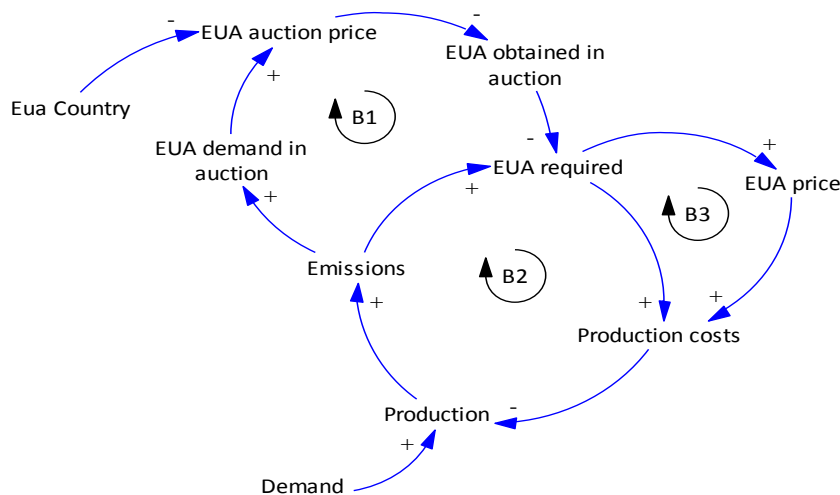 -
-
EUA auction price
EUA obtained in
auction
+
Eua Country
B1
EUA demand in
auction
-
+
EUA required
EUA price
+
+
B3
Emissions
B2
+
+
+
Production costs
Production
-
+
Demand